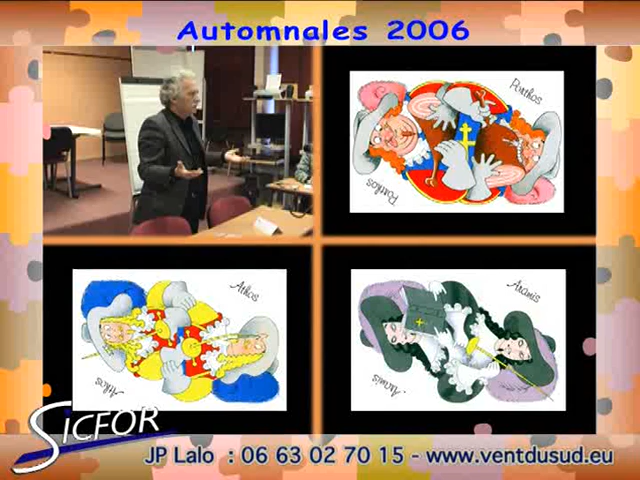 Automnales 2006
Porthos
Porthos
Athos
Athos
Aramis
Aramis
SICFOR
JP Lalo : 06 63 02 70 15 - www.ventdusud.eu